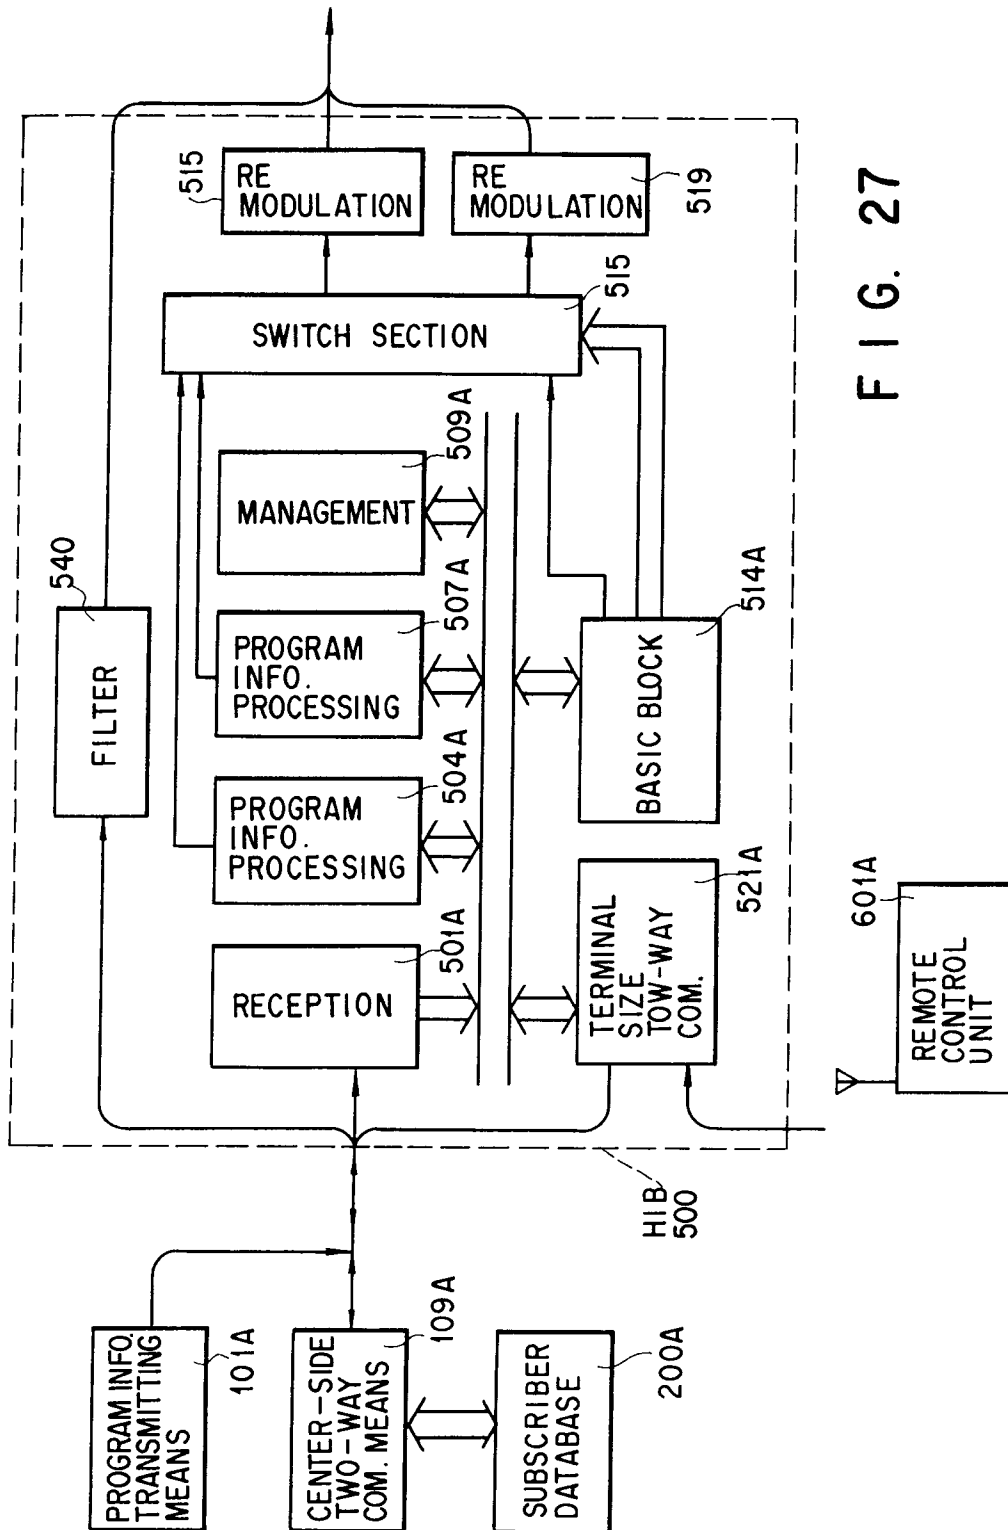 PROGRAM INFO.
TRANSMITTING
MEANS
101A
CENTER-SIDE
TWO-WAY
COM. MEANS
109A
SUBSCRIBER
DATABASE
200A
HIB
500
540
FILTER
RECEPTION
501A
PROGRAM
INFO.
PROCESSING
504A
PROGRAM
INFO.
PROCESSING
507A
MANAGEMENT
509A
TERMINAL
SIZE
TOW-WAY
COM.
521A
BASIC BLOCK
514A
SWITCH SECTION
515
515
RE
MODULATION
RE
MODULATION
519
REMOTE
CONTROL
UNIT
601A
FIG. 27